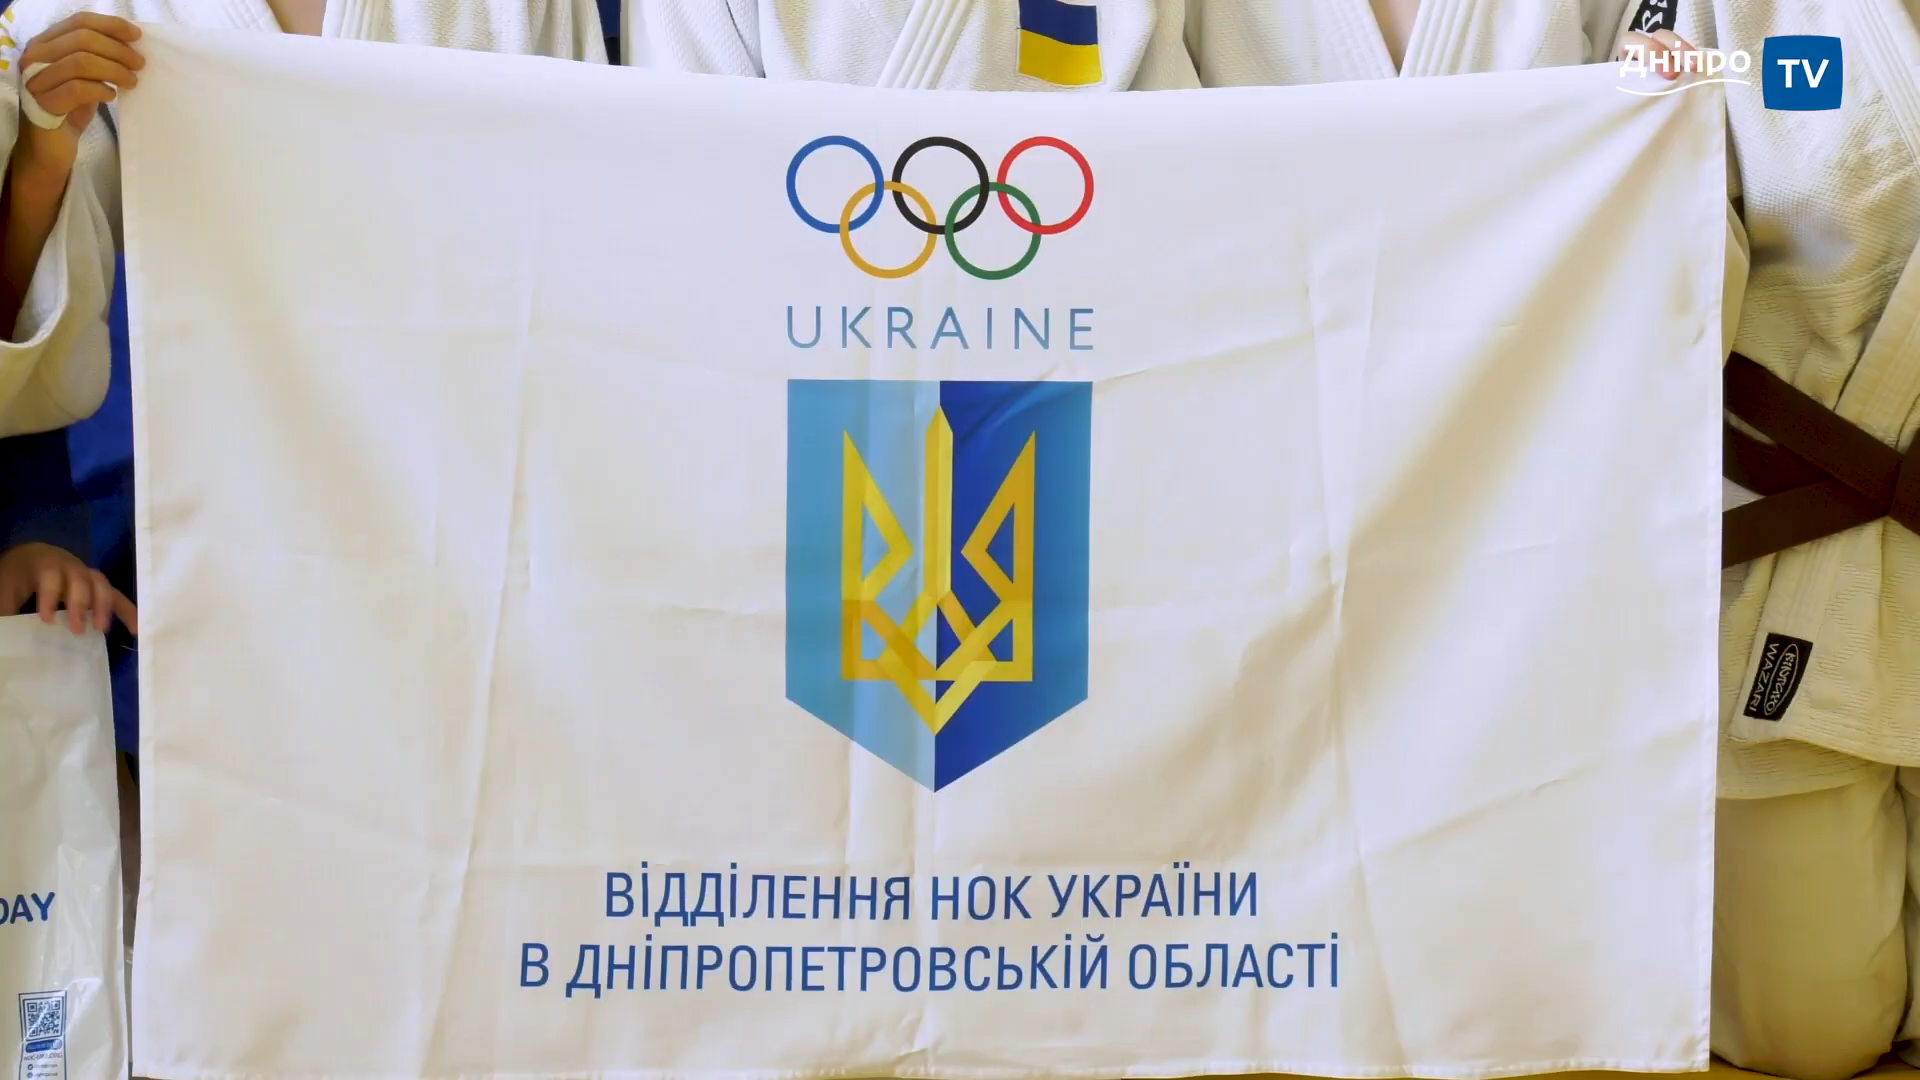 Дніпро TV
UKRAINE
ВІДДІЛЕННЯ НОК УКРАЇНИ
В ДНІПРОПЕТРОВСЬКІЙ ОБЛАСТІ
DAY
WAZARI